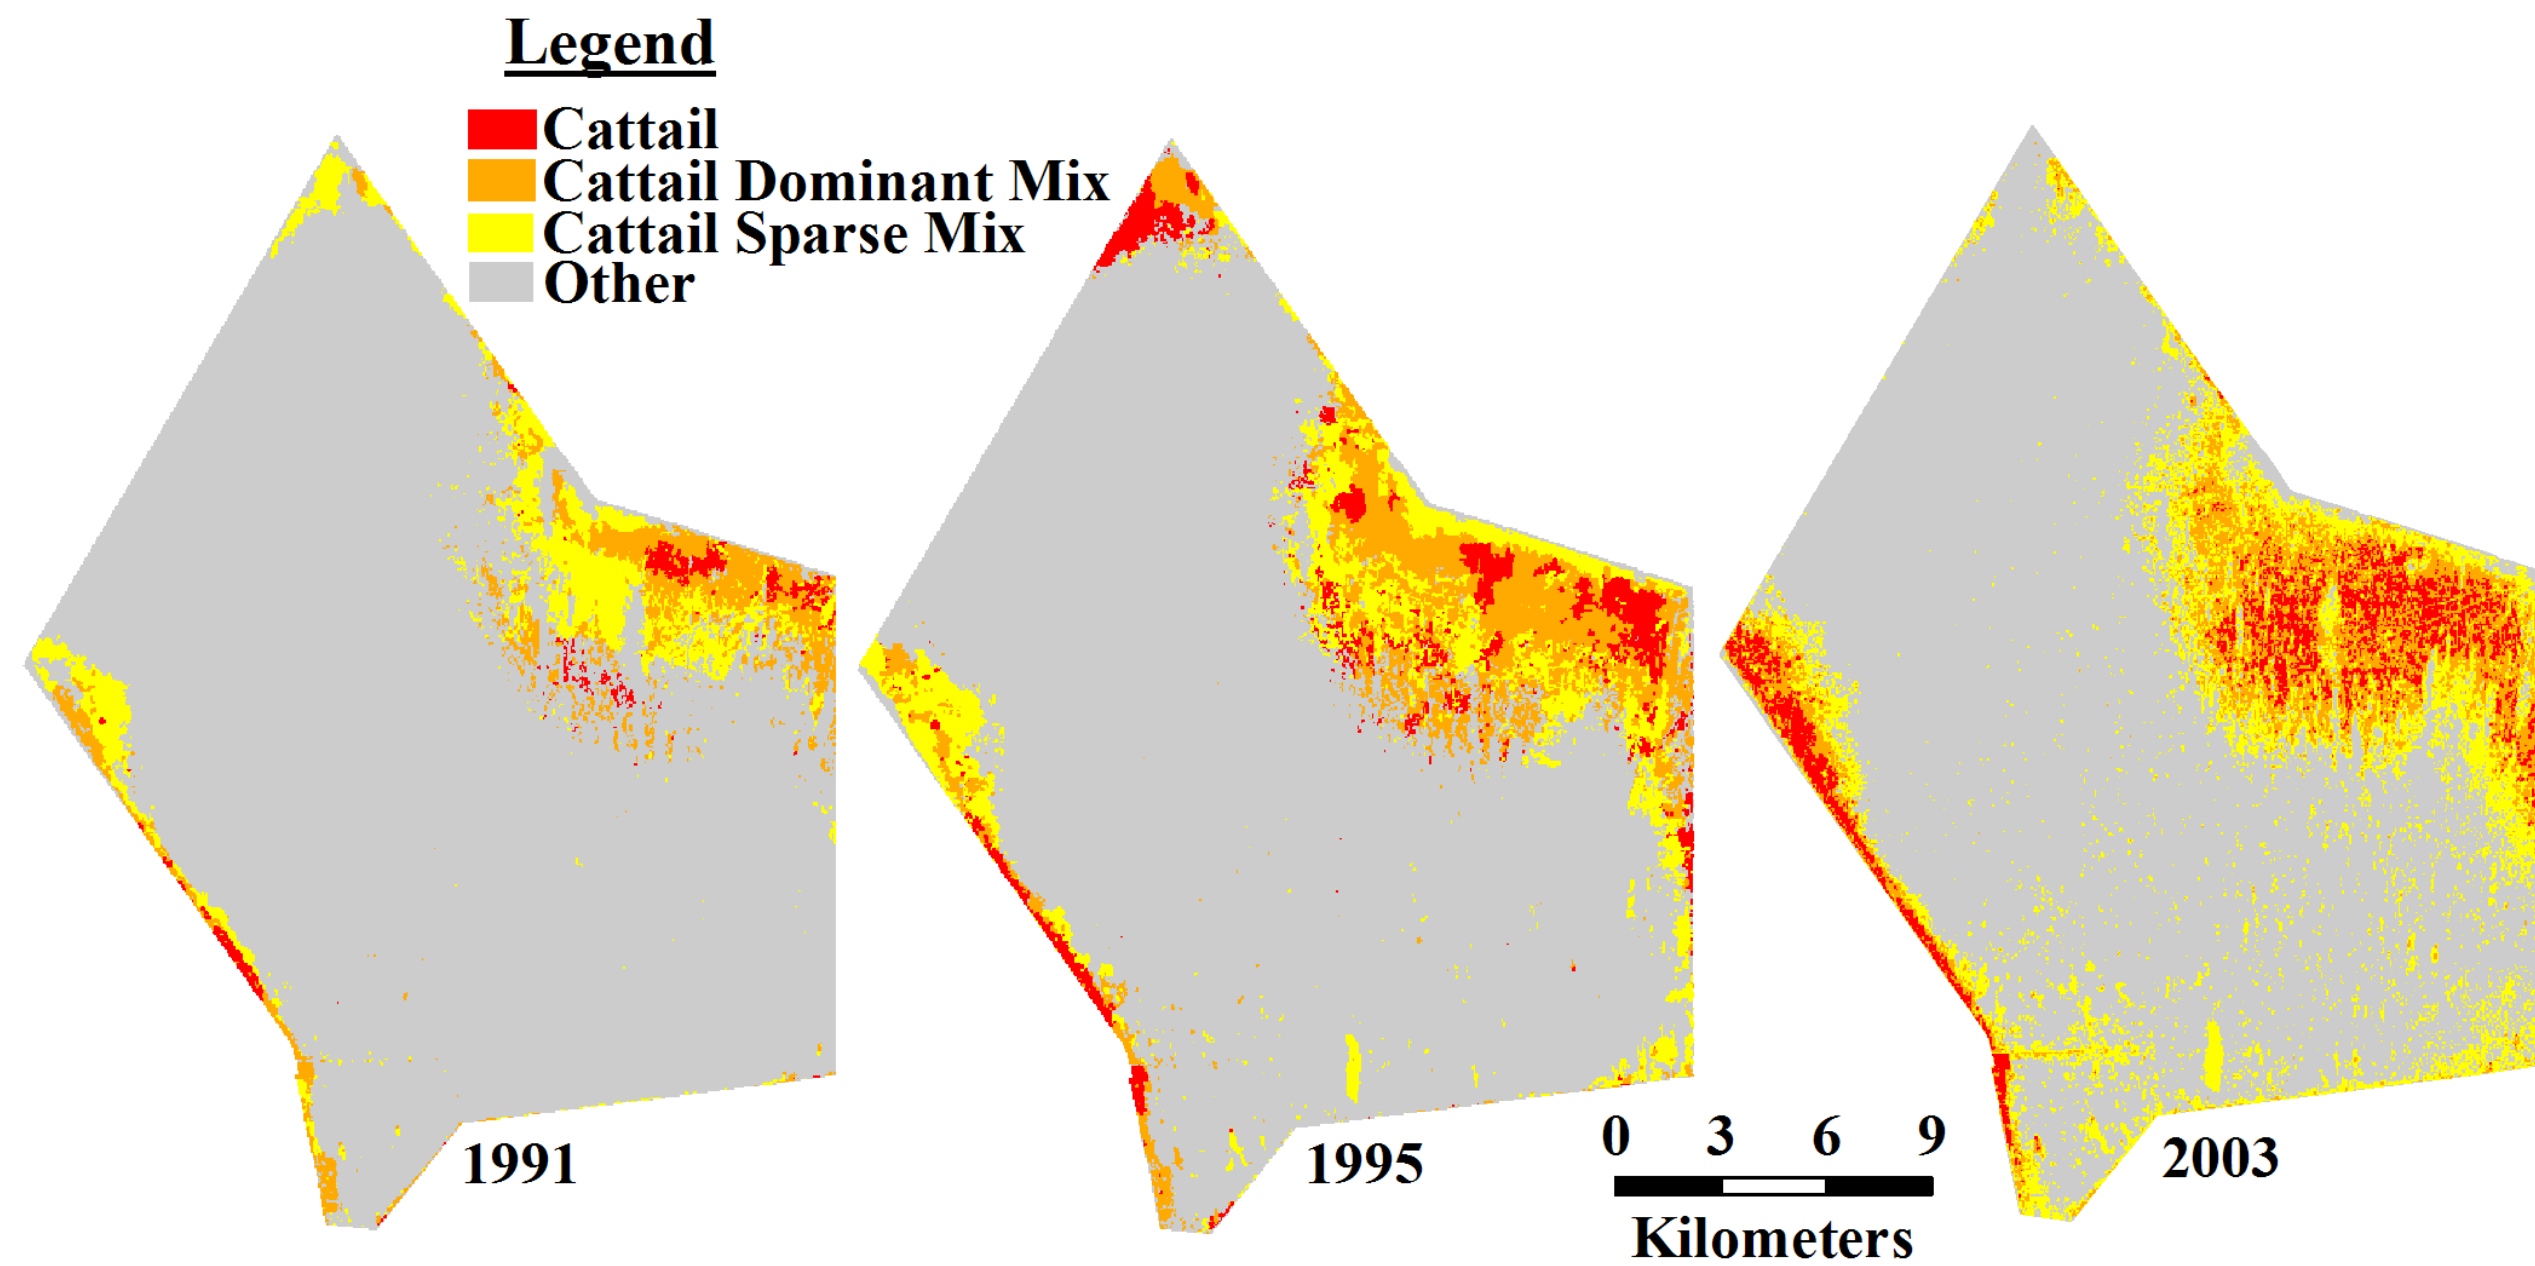 Legend
Cattail
Cattail Dominant Mix
Cattail Sparse Mix
Other
1991
1995
0 3 6 9
Kilometers
2003